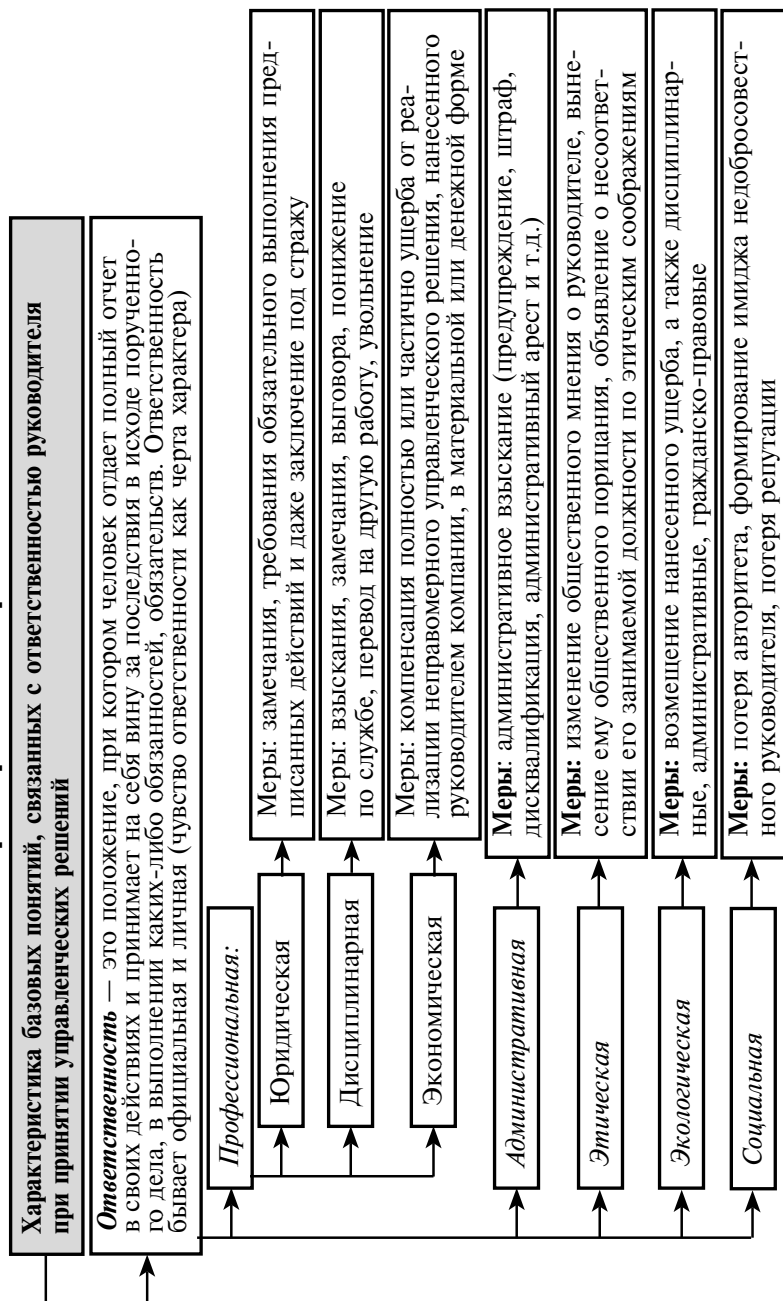 Характеристика базовых понятий, связанных с ответственностью руководителя
при принятии управленческих решений
Ответственность — это положение, при котором человек отдает полный отчет
в своих действиях и принимает на себя вину за последствия в исходе порученно-
го дела, в выполнении каких-либо обязанностей, обязательств. Ответственность
бывает официальная и личная (чувство ответственности как черта характера)
Профессиональная:
Юридическая
Меры: замечания, требования обязательного выполнения пред-
писанных действий и даже заключение под стражу
Дисциплинарная
Меры: взыскания, замечания, выговора, понижение
по службе, перевод на другую работу, увольнение
Экономическая
Меры: компенсация полностью или частично ущерба от реа-
лизации неправомерного управленческого решения, нанесенного
руководителем компании, в материальной или денежной форме
Административная
Меры: административное взыскание (предупреждение, штраф,
дисквалификация, административный арест и т.д.)
Этическая
Меры: изменение общественного мнения о руководителе, выне-
сение ему общественного порицания, объявление о несоответ-
ствии его занимаемой должности по этическим соображениям
Экологическая
Меры: возмещение нанесенного ущерба, а также дисциплинар-
ные, административные, гражданско-правовые
Социальная
Меры: потеря авторитета, формирование имиджа недобросовест-
ного руководителя, потеря репутации